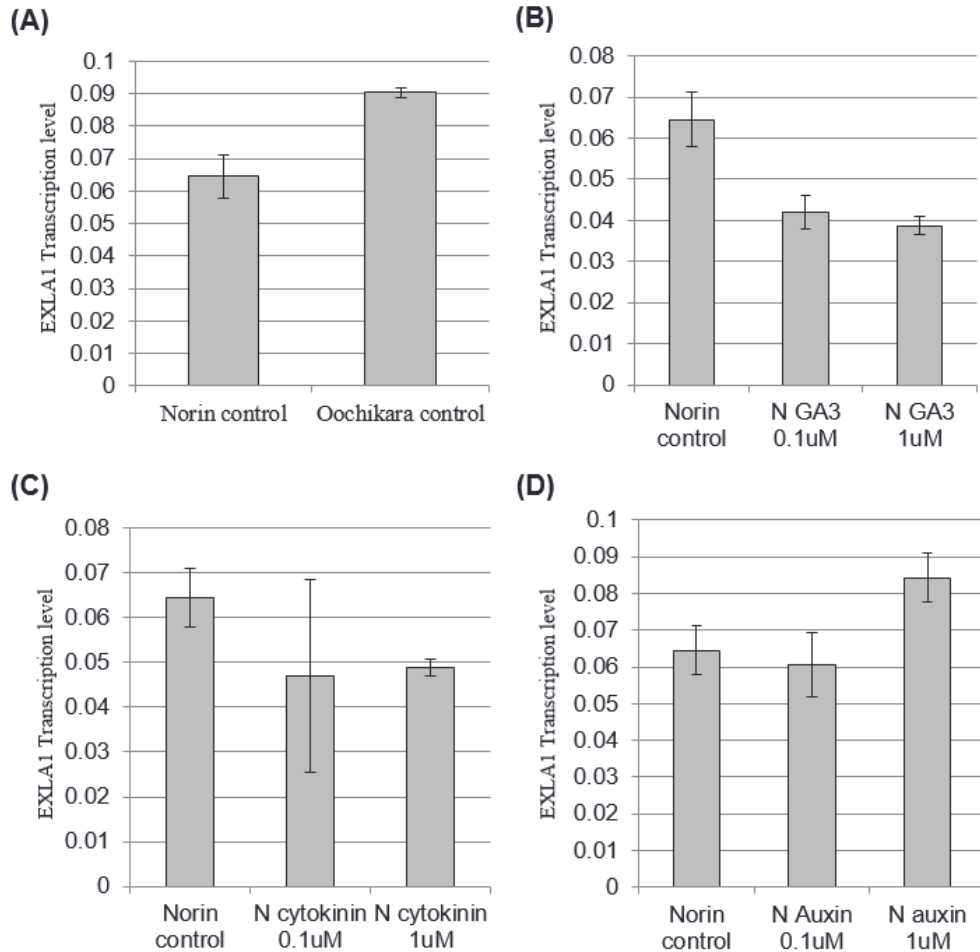 (A)
EXLA1 Transcription level
0.1
0.09
0.08
0.07
0.06
0.05
0.04
0.03
0.02
0.01
0
Norin control
Oochikara control
(B)
EXLA1 Transcription level
0.08
0.07
0.06
0.05
0.04
0.03
0.02
0.01
0
Norin
control
N GA3
0.1uM
N GA3
1uM
(C)
EXLA1 Transcription level
0.08
0.07
0.06
0.05
0.04
0.03
0.02
0.01
0
Norin
control
N cytokinin
0.1uM
N cytokinin
1uM
(D)
EXLA1 Transcription level
0.1
0.09
0.08
0.07
0.06
0.05
0.04
0.03
0.02
0.01
0
Norin
control
N Auxin
0.1uM
N auxin
1uM